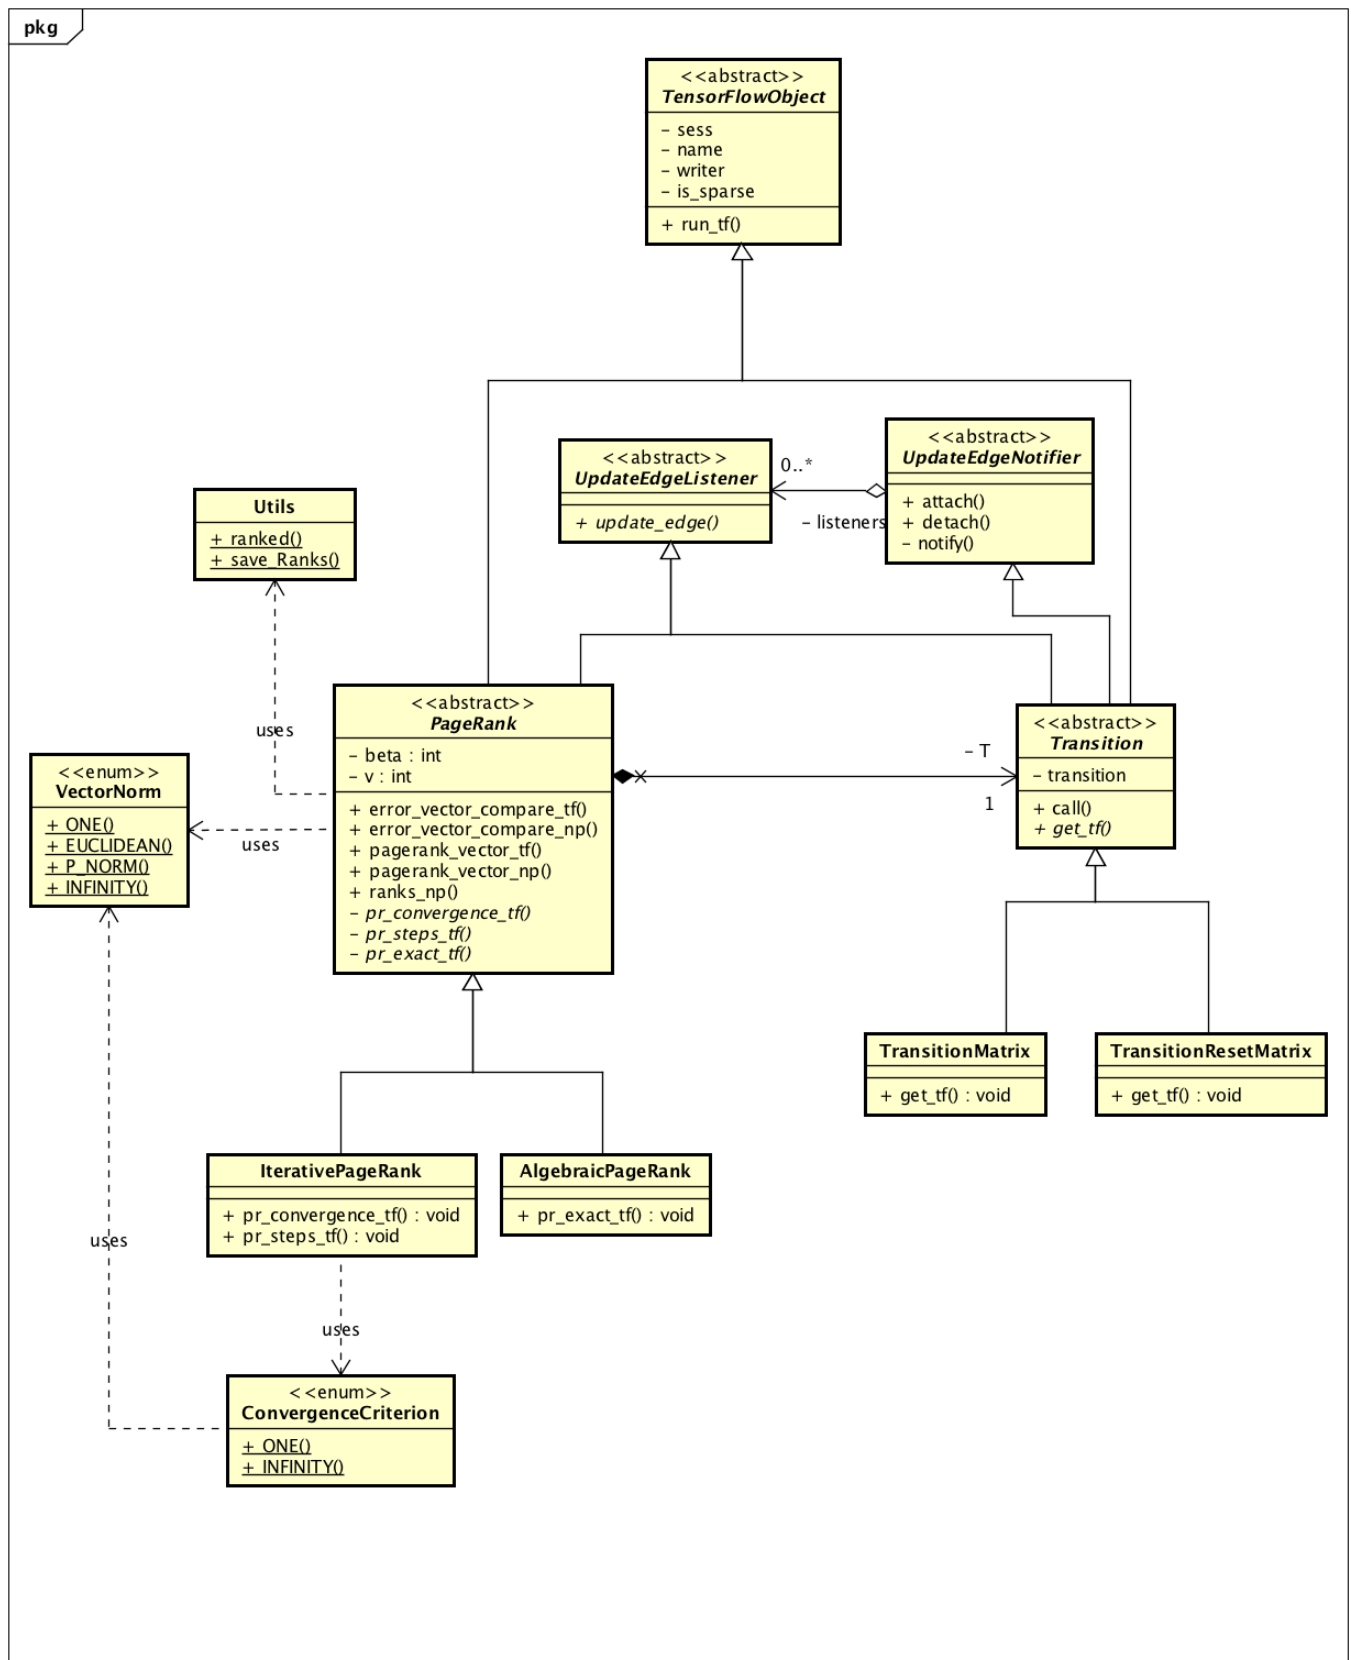 pkg
<<abstract>>
TensorFlowObject
– sess
– name
– writer
– is_sparse
+ run_tf()
<<abstract>>
UpdateEdgeListener
+ update_edge()
0..*
– listeners
<<abstract>>
UpdateEdgeNotifier
+ attach()
+ detach()
– notify()
Utils
+ ranked()
+ save_Ranks()
uses
<<abstract>>
PageRank
– beta : int
– v : int
+ error_vector_compare_tf()
+ error_vector_compare_np()
+ pagerank_vector_tf()
+ pagerank_vector_np()
+ ranks_np()
– pr_convergence_tf()
– pr_steps_tf()
– pr_exact_tf()
– T
1
<<abstract>>
Transition
– transition
+ call()
+ get_tf()
<<enum>>
VectorNorm
+ ONE()
+ EUCLIDEAN()
+ P_NORM()
+ INFINITY()
uses
TransitionMatrix
+ get_tf() : void
TransitionResetMatrix
+ get_tf() : void
IterativePageRank
+ pr_convergence_tf() : void
+ pr_steps_tf() : void
AlgebraicPageRank
+ pr_exact_tf() : void
uses
uses
<<enum>>
ConvergenceCriterion
+ ONE()
+ INFINITY()